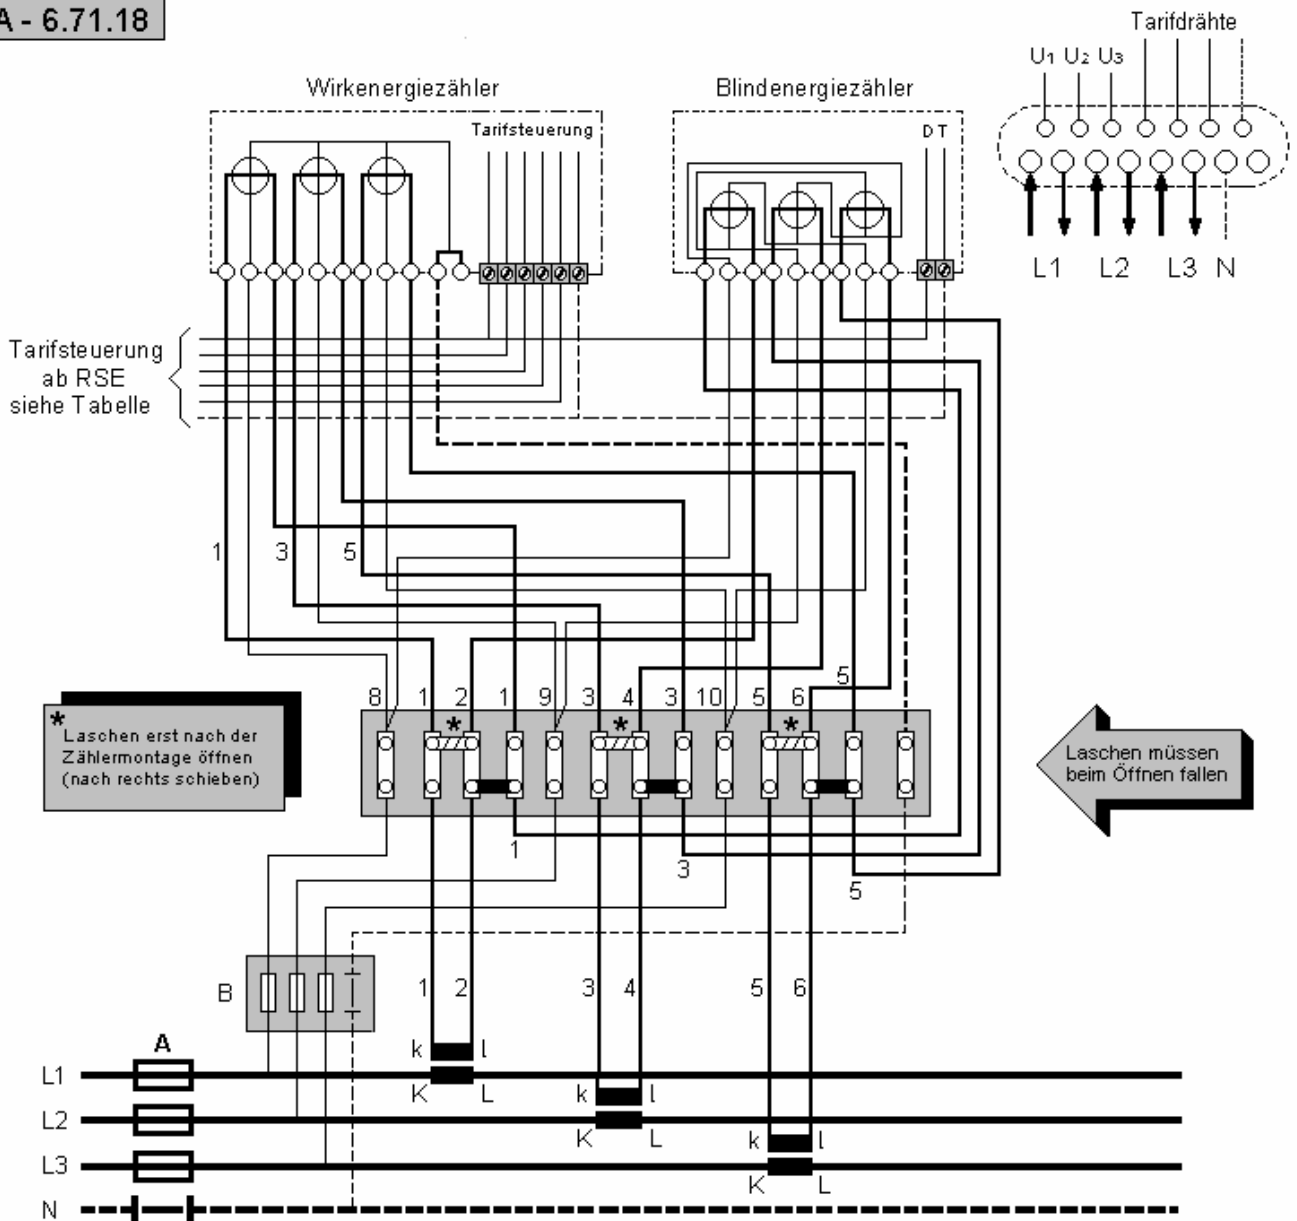 A - 6.71.18
Tarifdrähte
U1 U2 U3
Wirkenergiezähler
Blindenergiezähler
Tarifsteuerung
D T
L1 L2 L3 N
Tarifsteuerung
ab RSE
siehe Tabelle
1 3 5
5
8 1 2 1 9 3 4 3 10 5 6
* * *
*
Laschen erst nach der
Zählermontage öffnen
(nach rechts schieben)
Laschen müssen
beim Öffnen fallen
1
3
5
B
1 2 3 4 5 6
A
k l
L1
K L
k l
L2
K L
k l
L3
K L
N